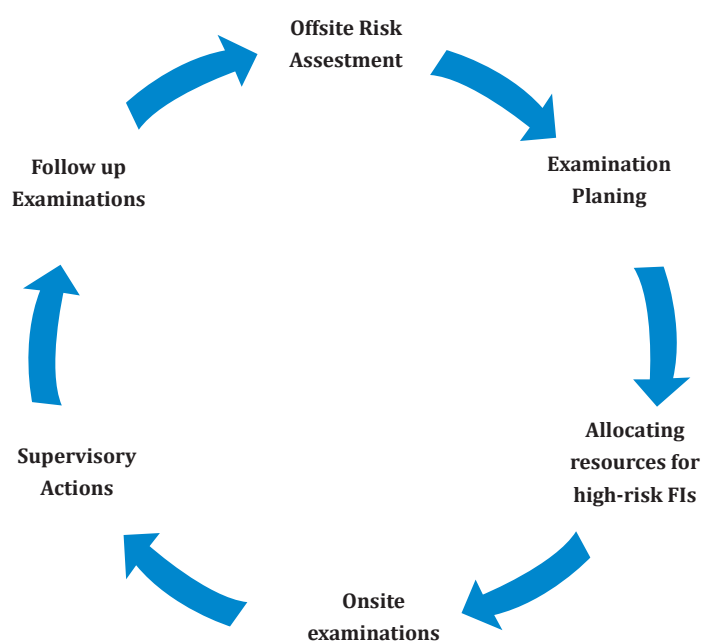 Offsite Risk
Assestment
Examination
Planing
Allocating
resources for
high-risk FIs
Onsite
examinations
Supervisory
Actions
Follow up
Examinations